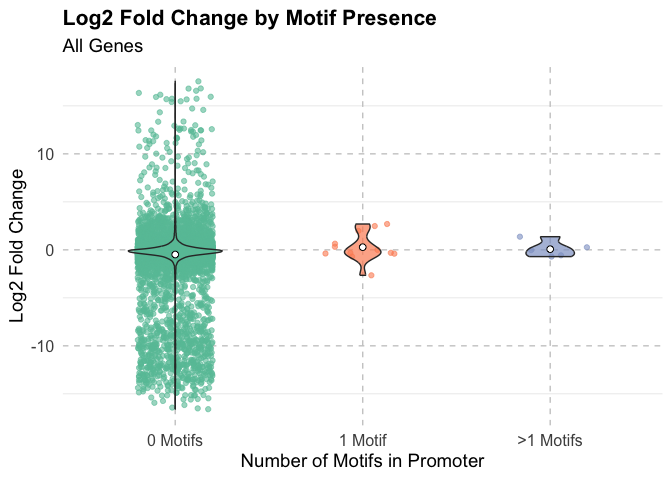 Log2 Fold Change by Motif Presence
All Genes
Log2 Fold Change
10
0
-10
0 Motifs
1 Motif
>1 Motifs
Number of Motifs in Promoter